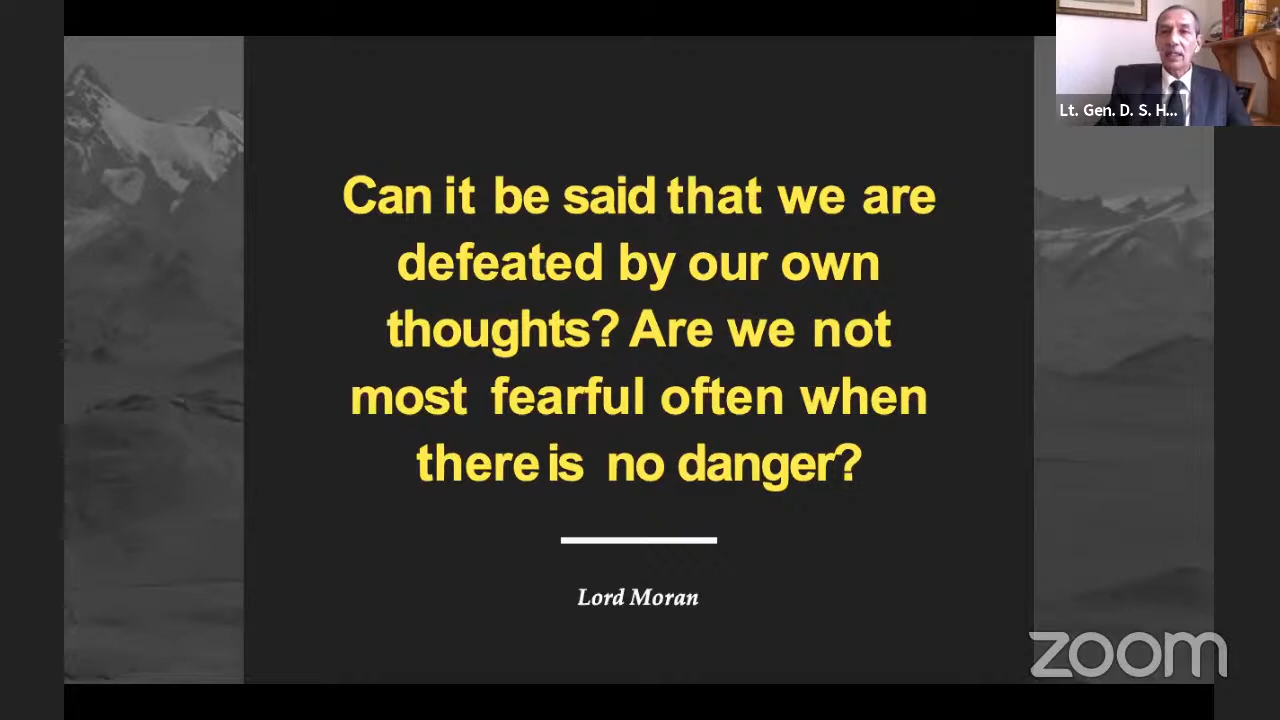 Lt. Gen. D. S. H...
Can it be said that we are
defeated by our own
thoughts? Are we not
most fearful often when
there is no danger?
Lord Moran
zoom